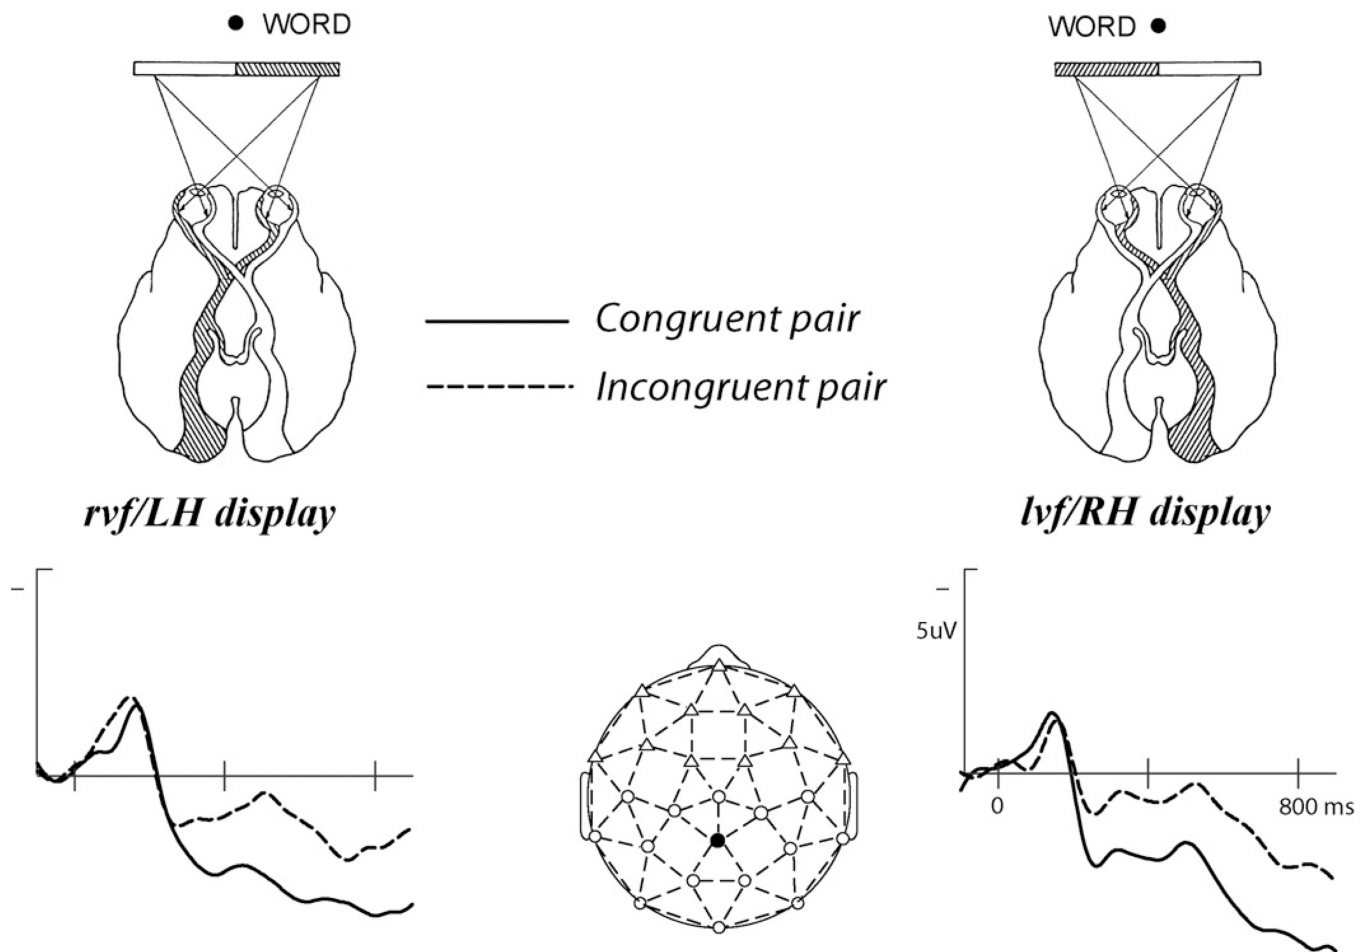 WORD
WORD
Congruent pair
Incongruent pair
rvf/LH display
lvf/RH display
–
–
5uV
0
800 ms